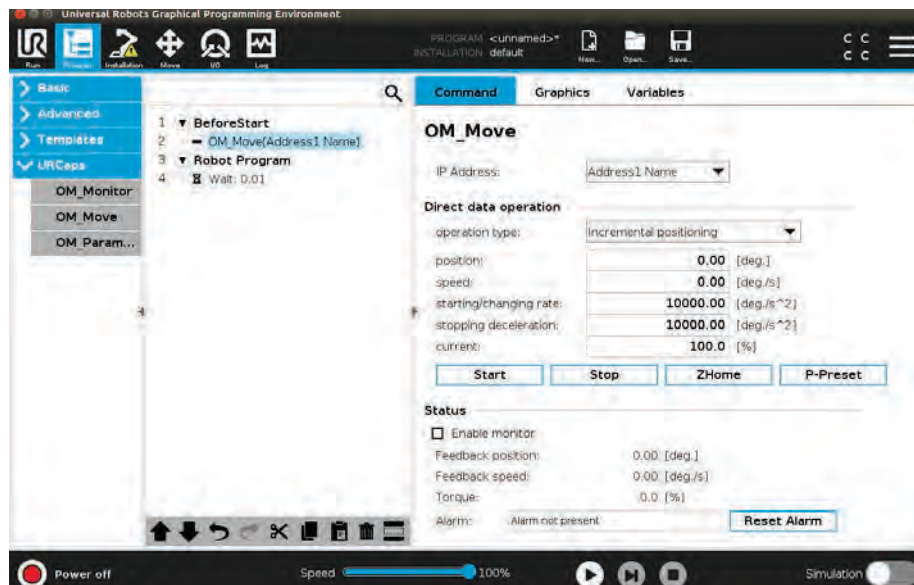 Universal Robots Graphical Programming Environment
PROGRAM <unnamed>*
INSTALLATION default
Run Program Installation Move I/O Log
New... Open... Save...
C C
C C
Basic
Advanced
Templates
URCaps
OM_Monitor
OM_Move
OM_Param...
1 BeforeStart
2 OM_Move(Address1 Name)
3 Robot Program
4 Wait: 0.01
Command Graphics Variables
OM_Move
IP Address: Address1 Name
Direct data operation
operation type: Incremental positioning
position: 0.00 [deg.]
speed: 0.00 [deg./s]
starting/changing rate: 10000.00 [deg./s^2]
stopping deceleration: 10000.00 [deg./s^2]
current: 100.0 [%]
Start Stop ZHome P-Preset
Status
Enable monitor
Feedback position: 0.00 [deg.]
Feedback speed: 0.00 [deg./s]
Torque: 0.0 [%]
Alarm: Alarm not present Reset Alarm
Power off
Speed 100%
Simulation